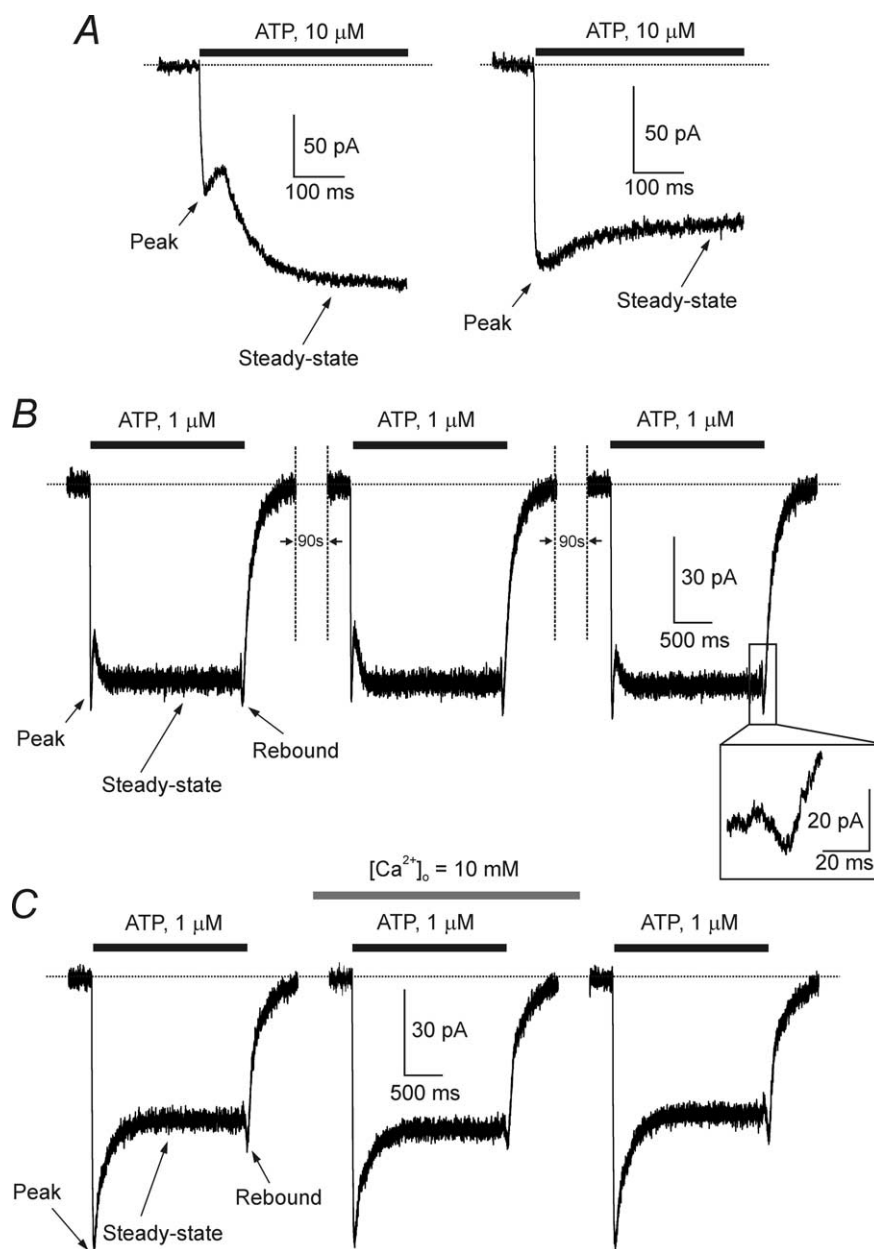 A
ATP, 10 μM
ATP, 10 μM
50 pA
100 ms
50 pA
100 ms
Peak
Steady-state
Peak
Steady-state
B
ATP, 1 μM
ATP, 1 μM
ATP, 1 μM
90s
90s
30 pA
500 ms
Peak
Steady-state
Rebound
20 pA
20 ms
[Ca²⁺]ₒ = 10 mM
C
ATP, 1 μM
ATP, 1 μM
ATP, 1 μM
30 pA
500 ms
Peak
Steady-state
Rebound